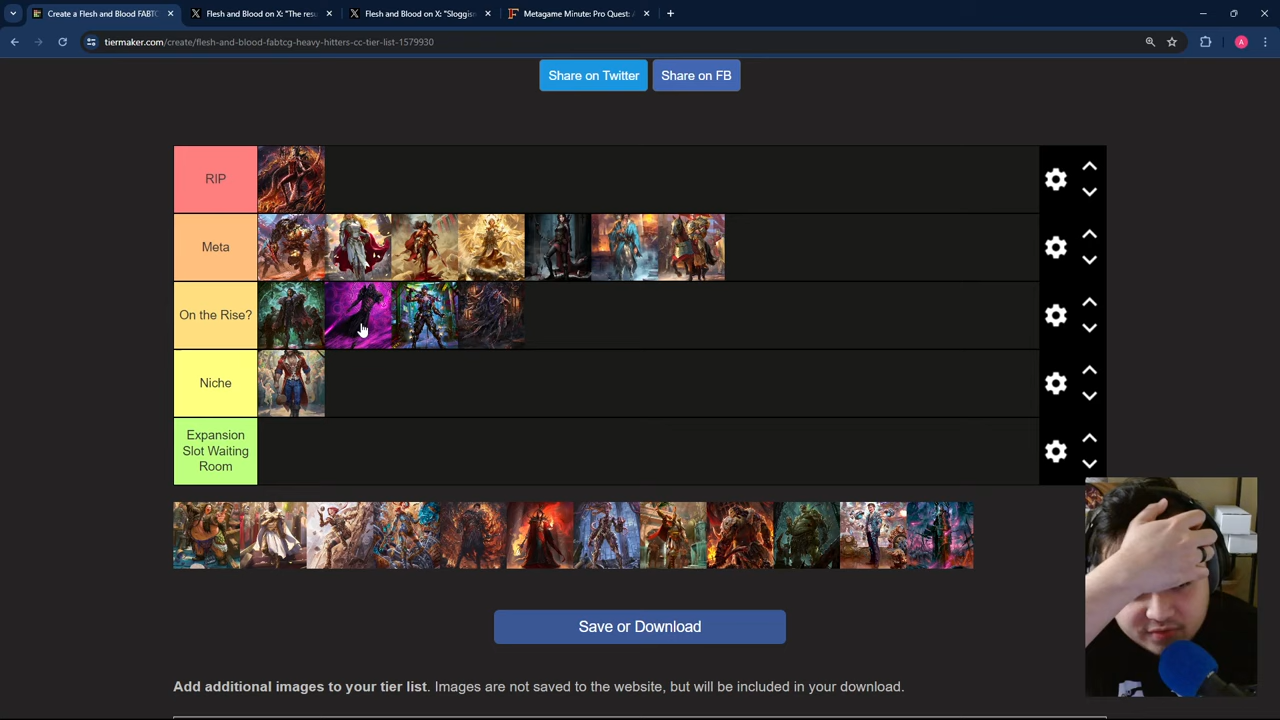 Create a Flesh and Blood FABTC
Flesh and Blood on X: "The resu
Flesh and Blood on X: "Sloggisr
Metagame Minute: Pro Quest: A
tiermaker.com/create/flesh-and-blood-fabtcg-heavy-hitters-cc-tier-list-1579930
A
Share on Twitter
Share on FB
RIP
Meta
On the Rise?
Niche
Expansion
Slot Waiting
Room
Save or Download
Add additional images to your tier list. Images are not saved to the website, but will be included in your download.